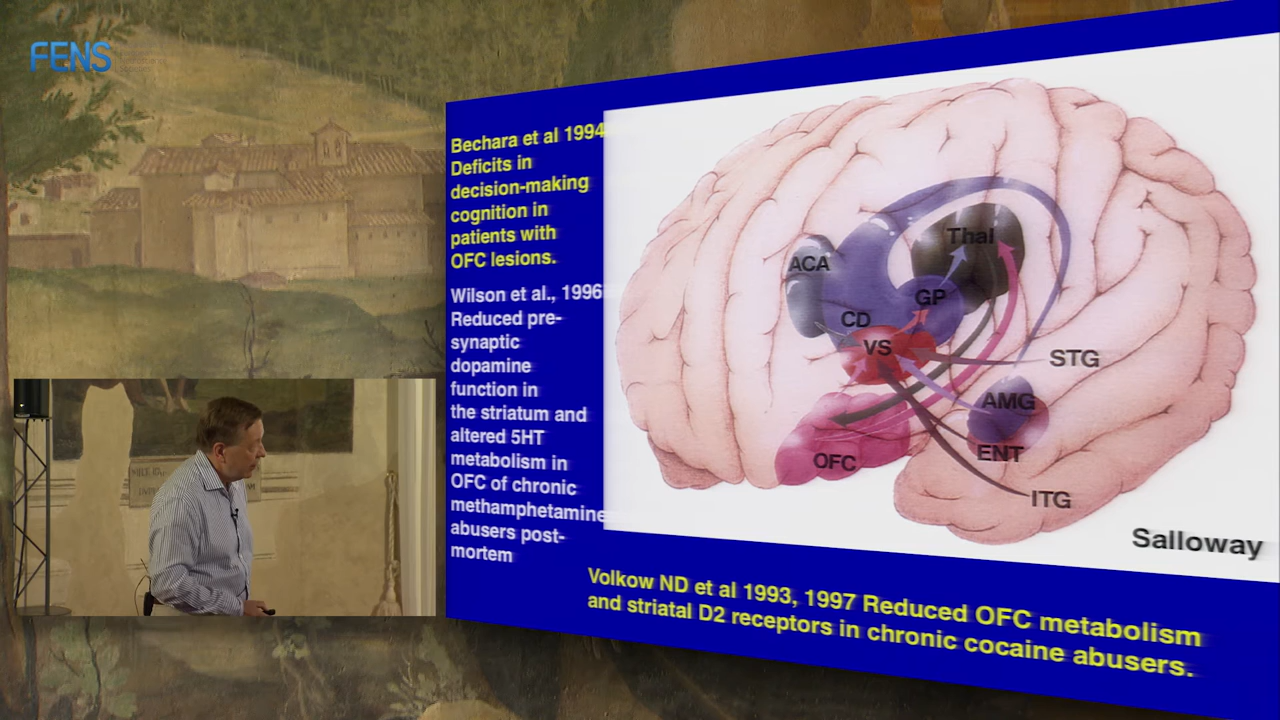 FENS
Bechara et al 1994
Deficits in
decision-making
cognition in
patients with
OFC lesions.
Wilson et al., 1996
Reduced pre-
synaptic
dopamine
function in
the striatum and
altered 5HT
metabolism in
OFC of chronic
methamphetamine
abusers post-
mortem
Thal
ACA
GP
CD
VS
STG
AMG
ENT
OFC
ITG
Salloway
Volkow ND et al 1993, 1997 Reduced OFC metabolism
and striatal D2 receptors in chronic cocaine abusers.